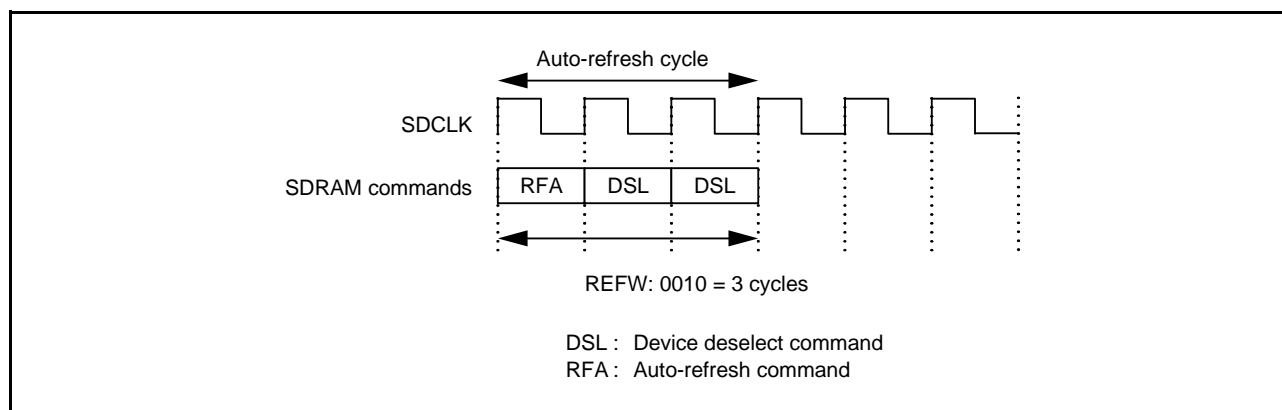 Auto-refresh cycle
SDCLK
SDRAM commands RFA DSL DSL
REFW: 0010 = 3 cycles
DSL : Device deselect command
RFA : Auto-refresh command